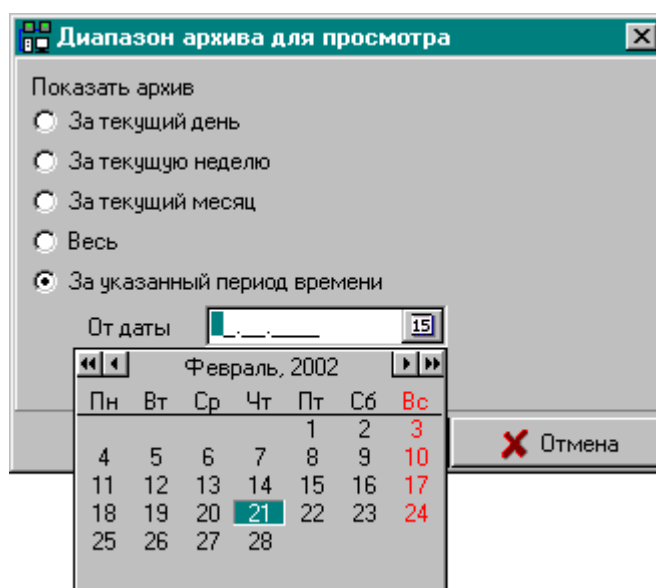 Диапазон архива для просмотра
Показать архив
За текущий день
За текущую неделю
За текущий месяц
Весь
За указанный период времени
От даты __.__.____ 15
Февраль, 2002
Пн Вт Ср Чт Пт Сб Вс
1 2 3
4 5 6 7 8 9 10
11 12 13 14 15 16 17
18 19 20 21 22 23 24
25 26 27 28
Отмена